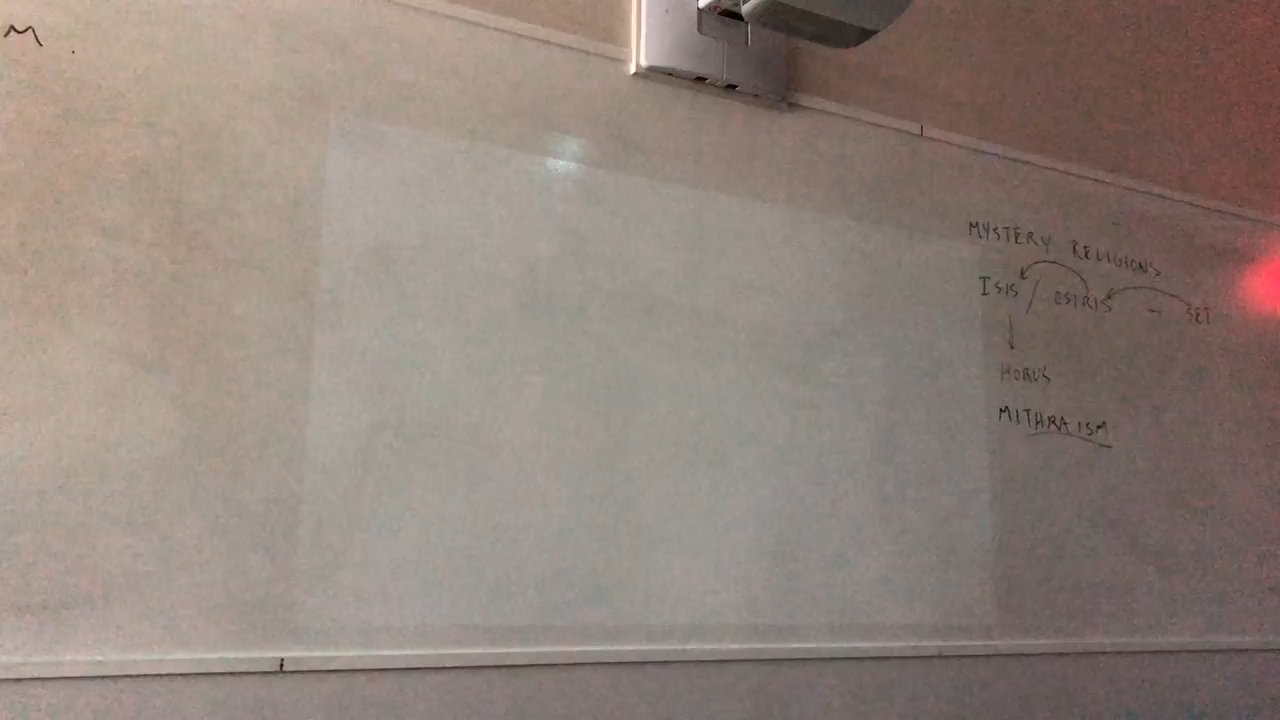 M
MYSTERY RELIGIONS
ISIS / OSIRIS - SET
HORUS
MITHRAISM